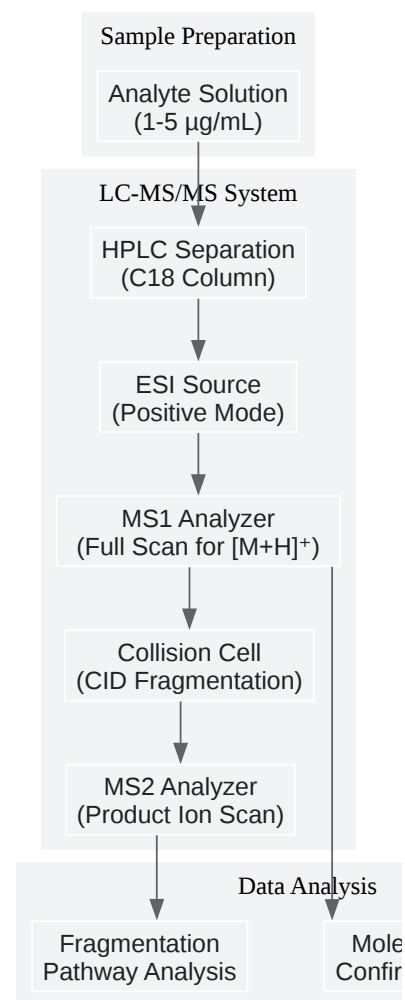 Sample Preparation
Analyte Solution
(1-5 µg/mL)
LC-MS/MS System
HPLC Separation
(C18 Column)
ESI Source
(Positive Mode)
MS1 Analyzer
(Full Scan for [M+H]⁺)
Collision Cell
(CID Fragmentation)
MS2 Analyzer
(Product Ion Scan)
Data Analysis
Fragmentation
Pathway Analysis